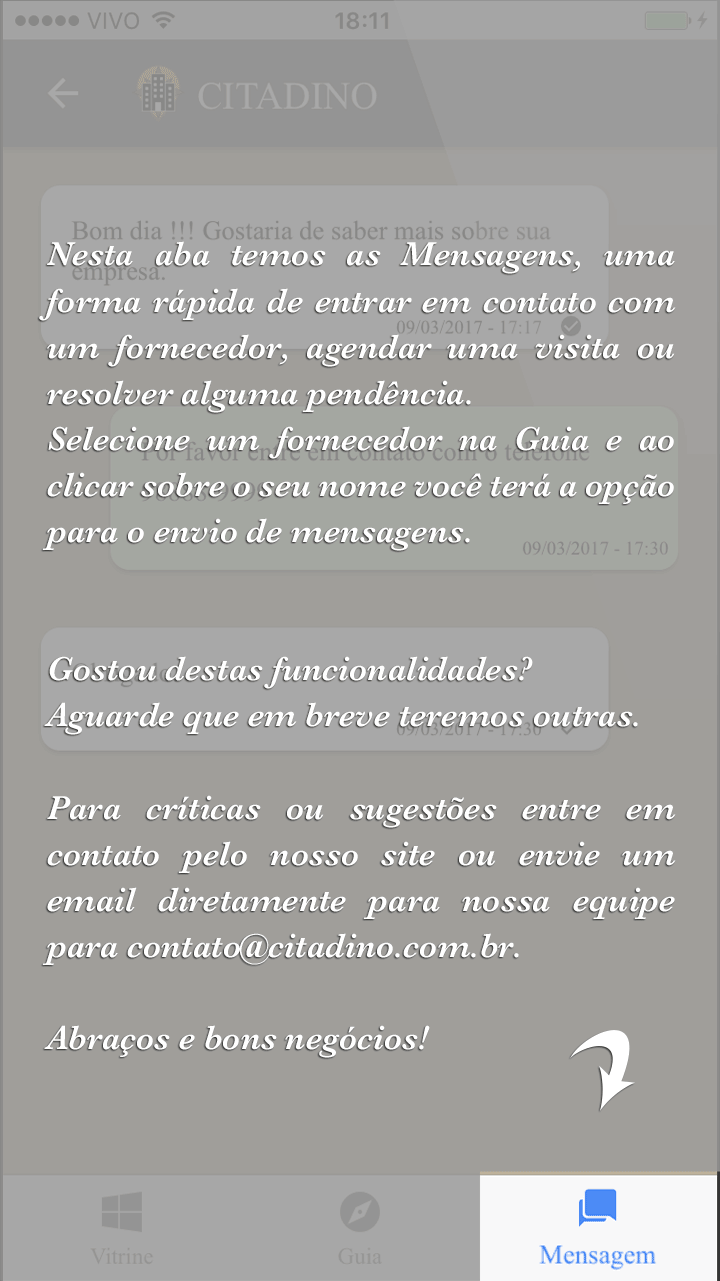 VIVO 18:11
CITADINO
Bom dia !!! Gostaria de saber mais sobre sua
empresa.
09/03/2017 - 17:17
Nesta aba temos as Mensagens, uma
forma rápida de entrar em contato com
um fornecedor, agendar uma visita ou
resolver alguma pendência.
Selecione um fornecedor na Guia e ao
clicar sobre o seu nome você terá a opção
para o envio de mensagens.
Por favor entre em contato com o telefone
09/03/2017 - 17:30
Gostou destas funcionalidades?
Aguarde que em breve teremos outras.
09/03/2017 - 17:36
Para críticas ou sugestões entre em
contato pelo nosso site ou envie um
email diretamente para nossa equipe
para contato@citadino.com.br.
Abraços e bons negócios!
Vitrine
Guia
Mensagem